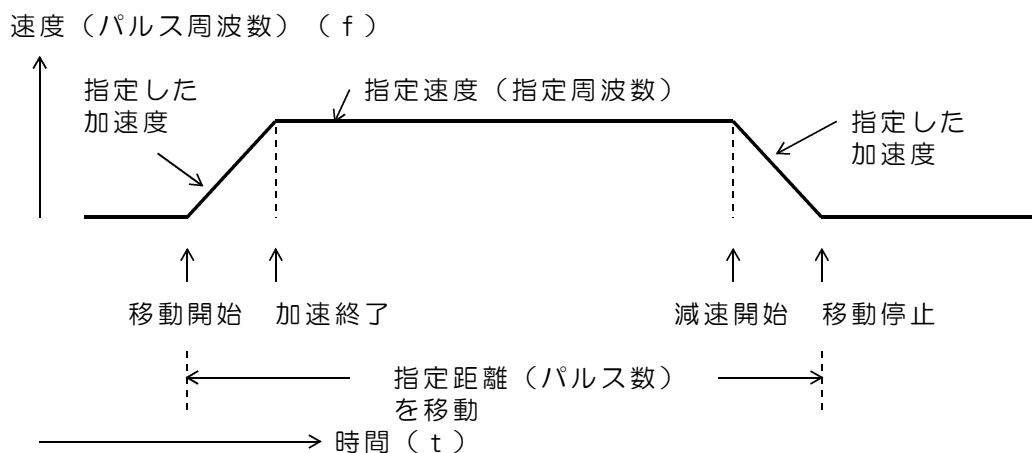 速度（パルス周波数）（ｆ）
指定した
加速度
指定速度（指定周波数）
指定した
加速度
移動開始
加速終了
減速開始
移動停止
指定距離（パルス数）
を移動
時間（ｔ）